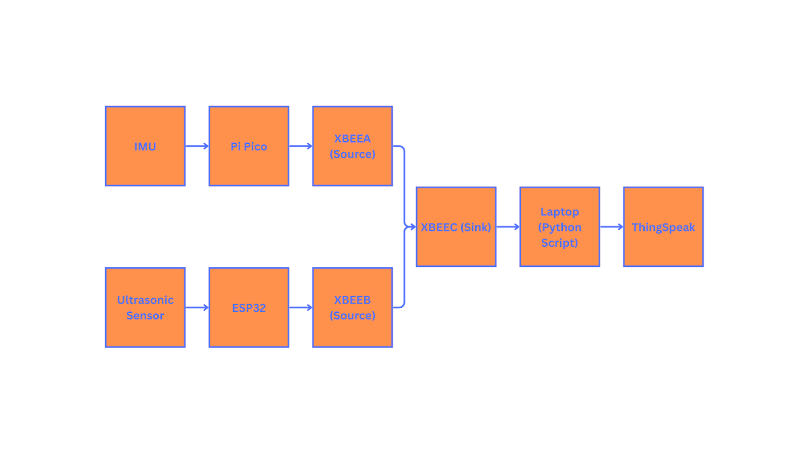 IMU
Pi Pico
XBEEA
(Source)
XBEEC (Sink)
Laptop
(Python
Script)
ThingSpeak
Ultrasonic
Sensor
ESP32
XBEEB
(Source)